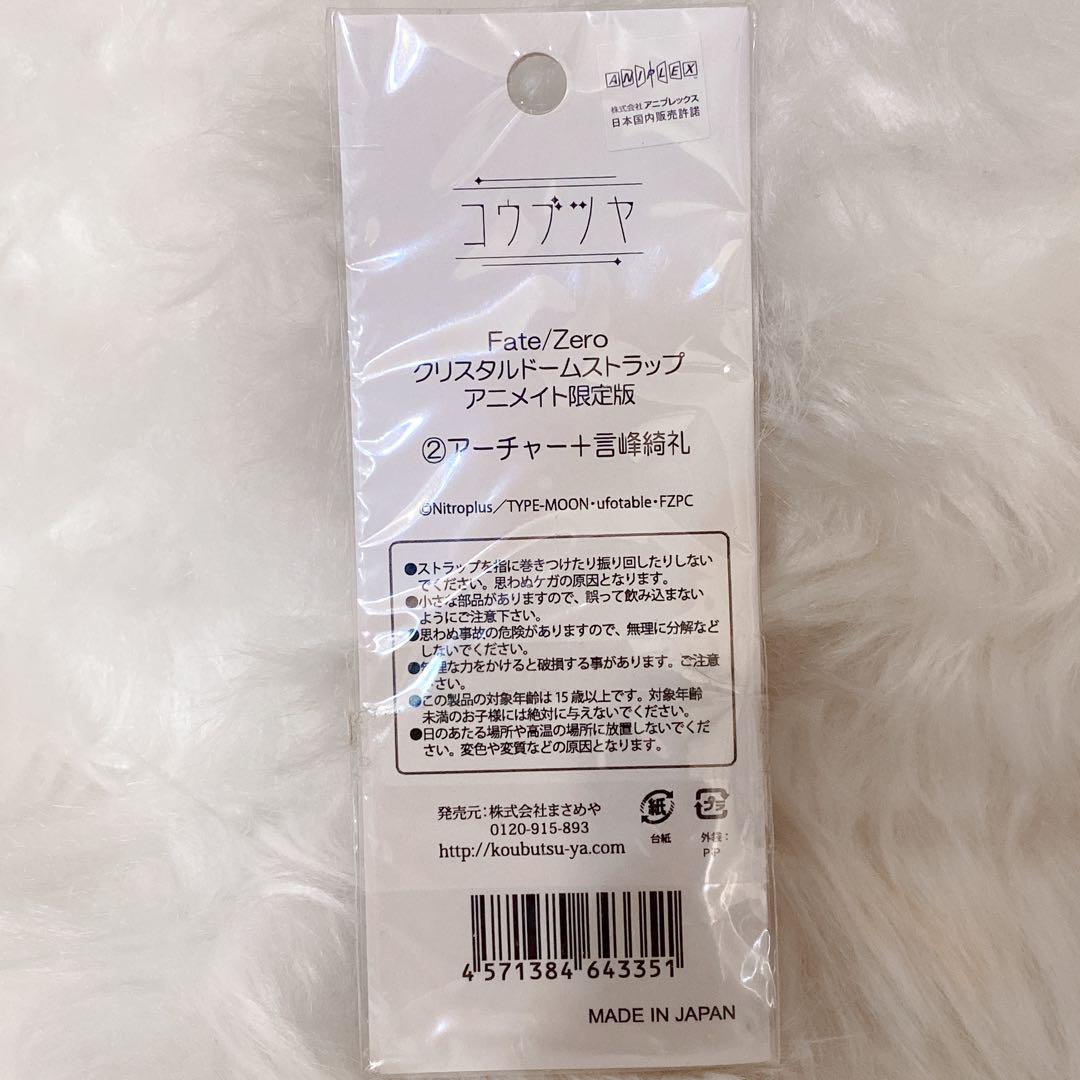 ANIPLEX
株式会社アニプレックス
日本国内販売許諾
コウブツヤ
Fate/Zero
クリスタルドームストラップ
アニメイト限定版
②アーチャー＋言峰綺礼
©Nitroplus／TYPE-MOON・ufotable・FZPC
●ストラップを指に巻きつけたり振り回したりしない
でください。思わぬケガの原因となります。
●小さな部品がありますので、誤って飲み込まない
ようにご注意下さい。
●思わぬ事故の危険がありますので、無理に分解など
しないでください。
●無理な力をかけると破損する事があります。ご注意
下さい。
●この製品の対象年齢は15歳以上です。対象年齢
未満のお子様には絶対に与えないでください。
●日のあたる場所や高温の場所に放置しないでくだ
さい。変色や変質などの原因となります。
発売元：株式会社まさめや
0120-915-893
http://koubutsu-ya.com
紙
台紙
プラ
外装：
PP
4 571384 643351
MADE IN JAPAN